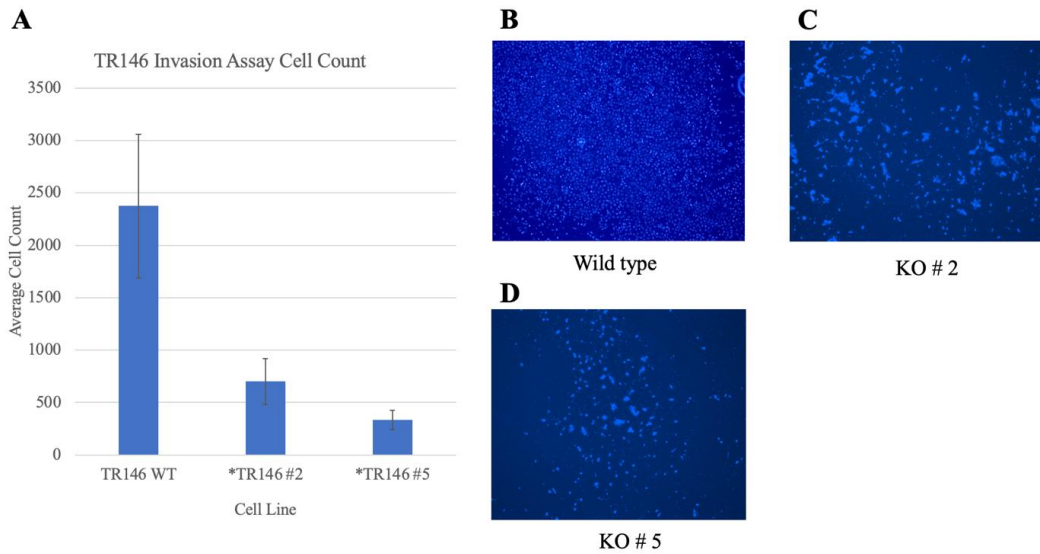 A
TR146 Invasion Assay Cell Count
3500
3000
2500
2000
1500
1000
500
0
Average Cell Count
TR146 WT
*TR146 #2
*TR146 #5
Cell Line
B
Wild type
C
KO # 2
D
KO # 5